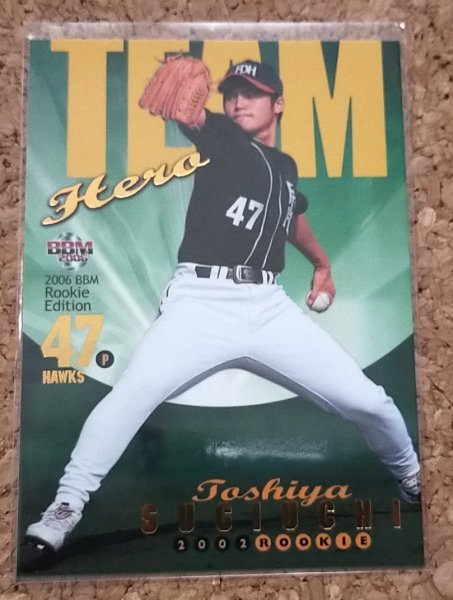 TEAM
Hero
FDH
47
BBM
2006
2006 BBM
Rookie
Edition
47 P
HAWKS
Toshiya
SUGIUCHI
2002 ROOKIE